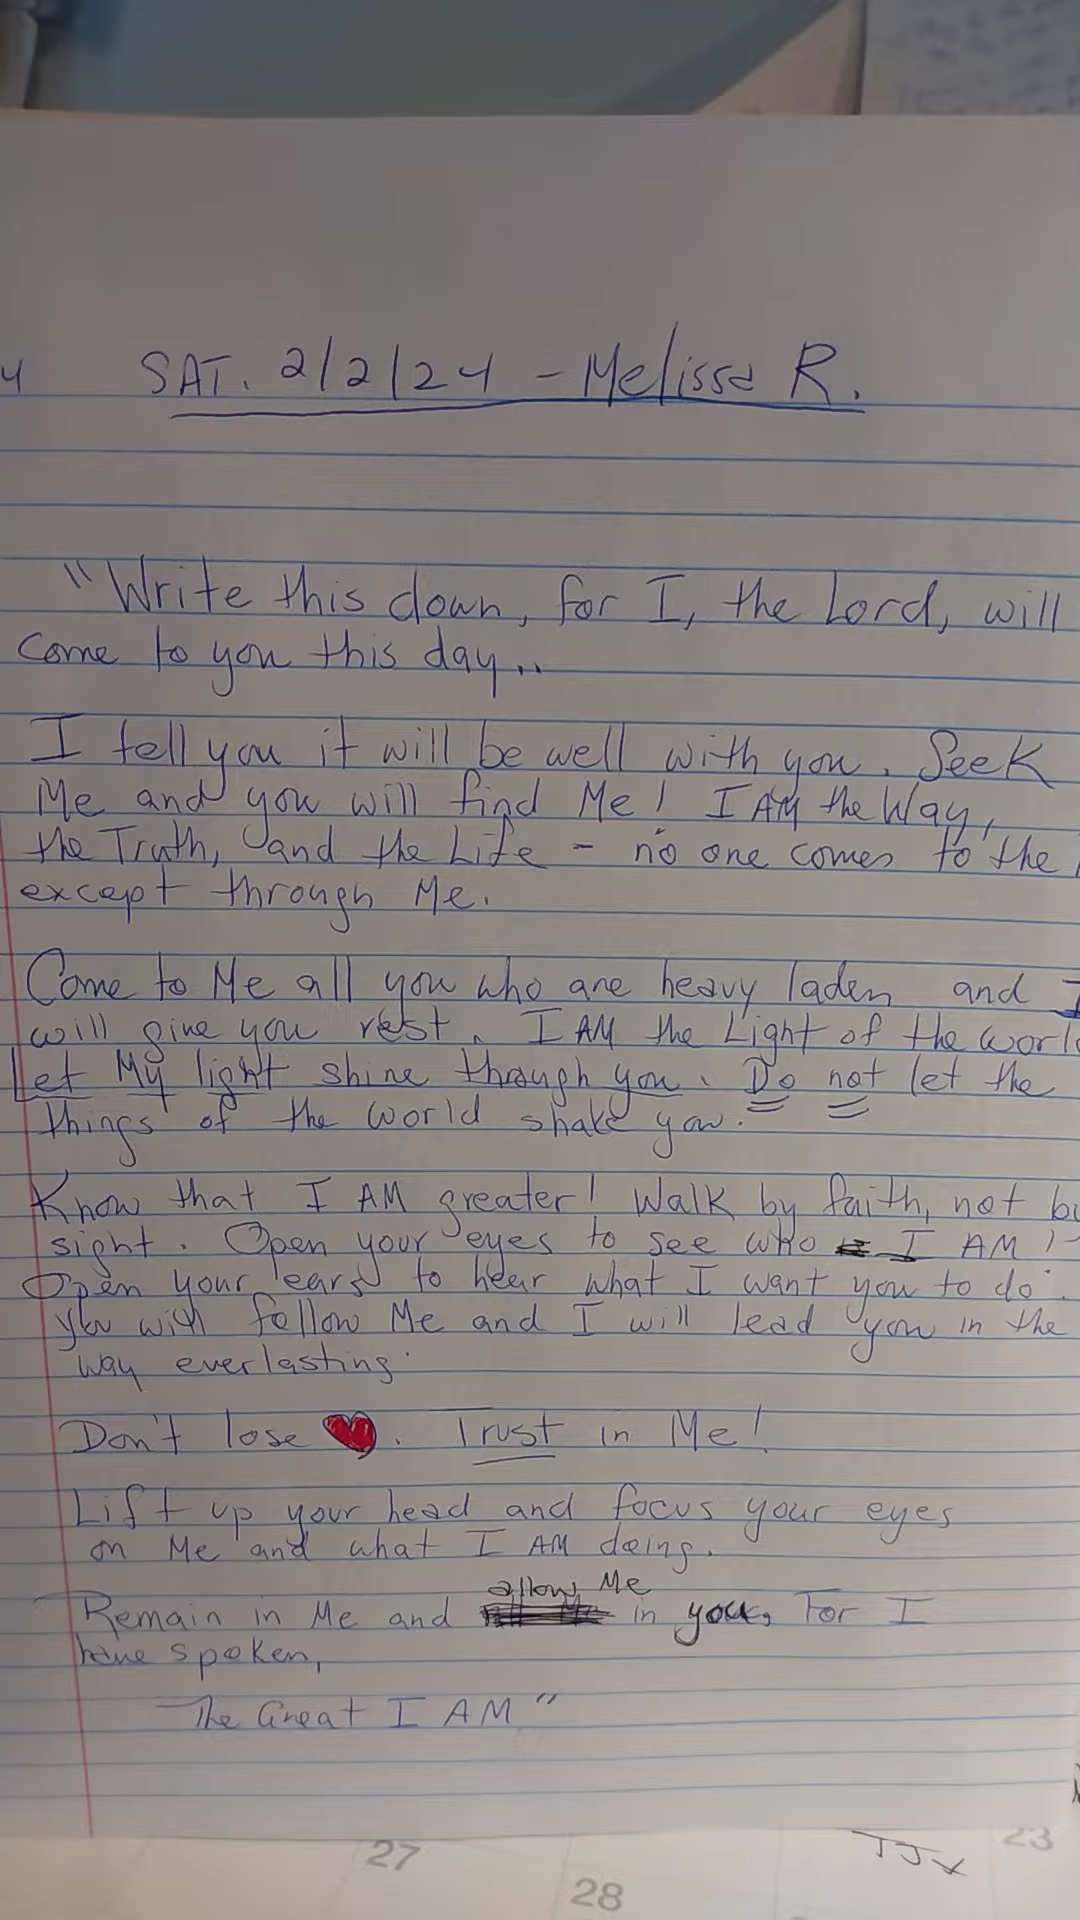 4 SAT. 2/2/24 - Melissa R.
"Write this down, for I, the Lord, will
come to you this day..
I tell you it will be well with you. Seek
Me and you will find Me! I AM the Way,
the Truth, and the Life - no one comes to the
except through Me.
Come to Me all you who are heavy laden and I
will give you rest. I AM the Light of the worl
Let My light shine through you. Do not let the
things of the world shake you.
Know that I AM greater! Walk by faith, not b
sight. Open your eyes to see who I AM!
Open your ears to hear what I want you to do.
you will follow Me and I will lead you in the
way everlasting.
Don't lose ❤. Trust in Me!
Lift up your head and focus your eyes
on Me and what I AM doing.
allow Me
Remain in Me and in you, For I
have spoken,
The Great I AM"
23
27
28